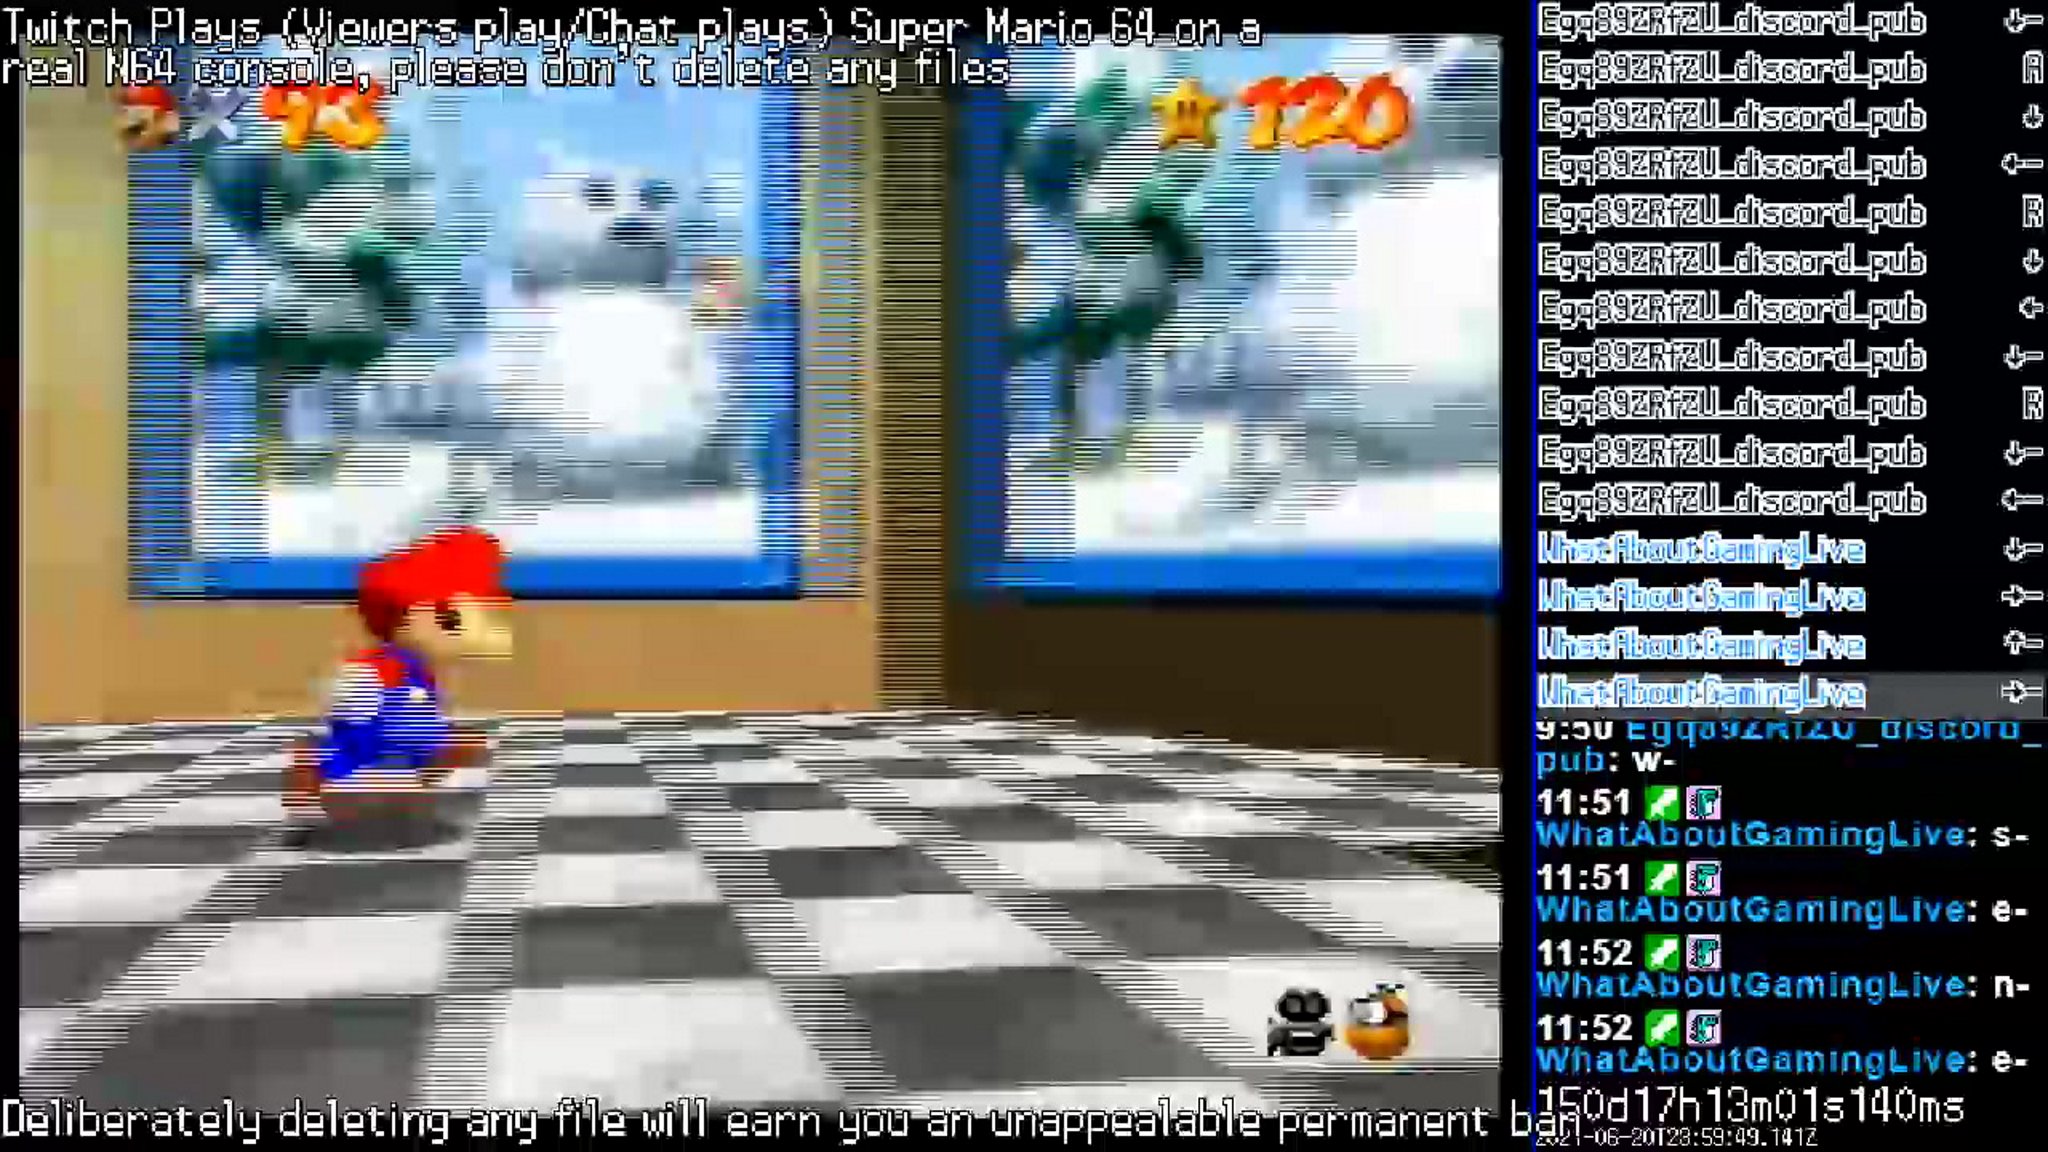 Twitch Plays (Viewers play/Chat plays) Super Mario 64 on a
real N64 console, please don't delete any files
120
Egq89ZRfZU_discord_pub
Egq89ZRfZU_discord_pub A
Egq89ZRfZU_discord_pub
Egq89ZRfZU_discord_pub
Egq89ZRfZU_discord_pub R
Egq89ZRfZU_discord_pub
Egq89ZRfZU_discord_pub
Egq89ZRfZU_discord_pub
Egq89ZRfZU_discord_pub R
Egq89ZRfZU_discord_pub
Egq89ZRfZU_discord_pub
WhatAboutGamingLive
WhatAboutGamingLive
WhatAboutGamingLive
WhatAboutGamingLive
9:50 Egq89ZRfZU_discord_
pub: w-
11:51
WhatAboutGamingLive: s-
11:51
WhatAboutGamingLive: e-
11:52
WhatAboutGamingLive: n-
11:52
WhatAboutGamingLive: e-
150d17h13m01s140ms
Deliberately deleting any file will earn you an unappealable permanent ban
2021-06-20T23:59:49.141Z